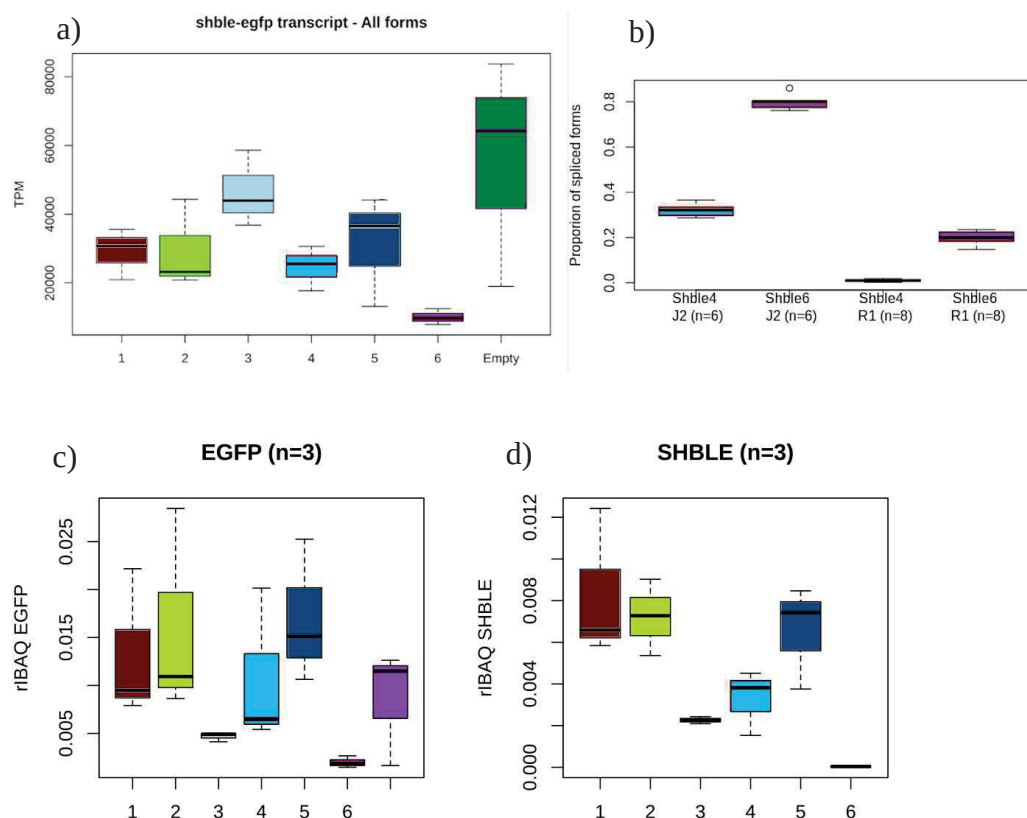 a)
shble-egfp transcript - All forms
TPM
80000
60000
40000
20000
1 2 3 4 5 6 Empty
b)
Proporion of spliced forms
0.8
0.6
0.4
0.2
0.0
Shble4 Shble6 Shble4 Shble6
J2 (n=6) J2 (n=6) R1 (n=8) R1 (n=8)
c)
EGFP (n=3)
rIBAQ EGFP
0.025
0.015
0.005
1 2 3 4 5 6
d)
SHBLE (n=3)
rIBAQ SHBLE
0.012
0.008
0.004
0.000
1 2 3 4 5 6